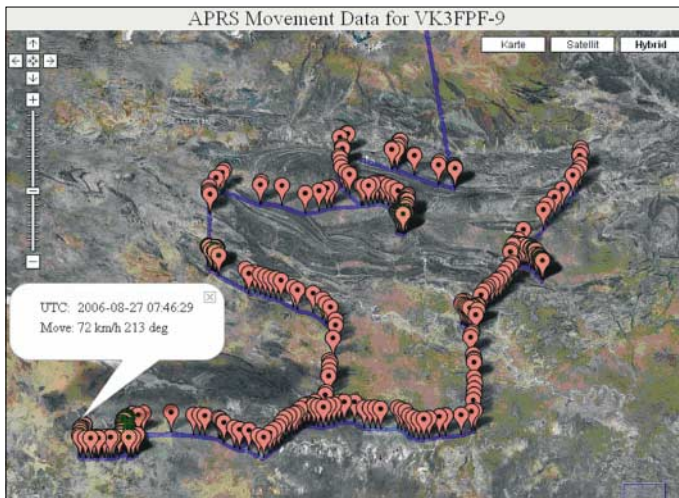 APRS Movement Data for VK3FPF-9
Karte Satellit Hybrid
UTC: 2006-08-27 07:46:29
Move: 72 km/h 213 deg